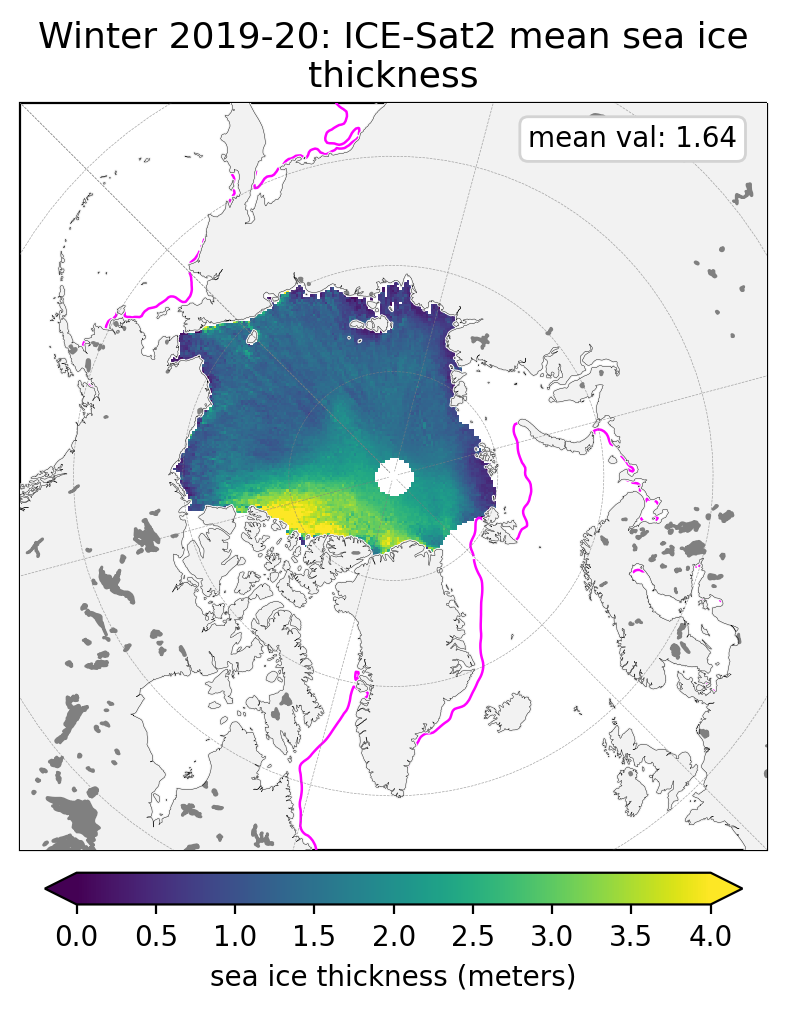 Winter 2019-20: ICE-Sat2 mean sea ice
thickness
mean val: 1.64
0.0 0.5 1.0 1.5 2.0 2.5 3.0 3.5 4.0
sea ice thickness (meters)